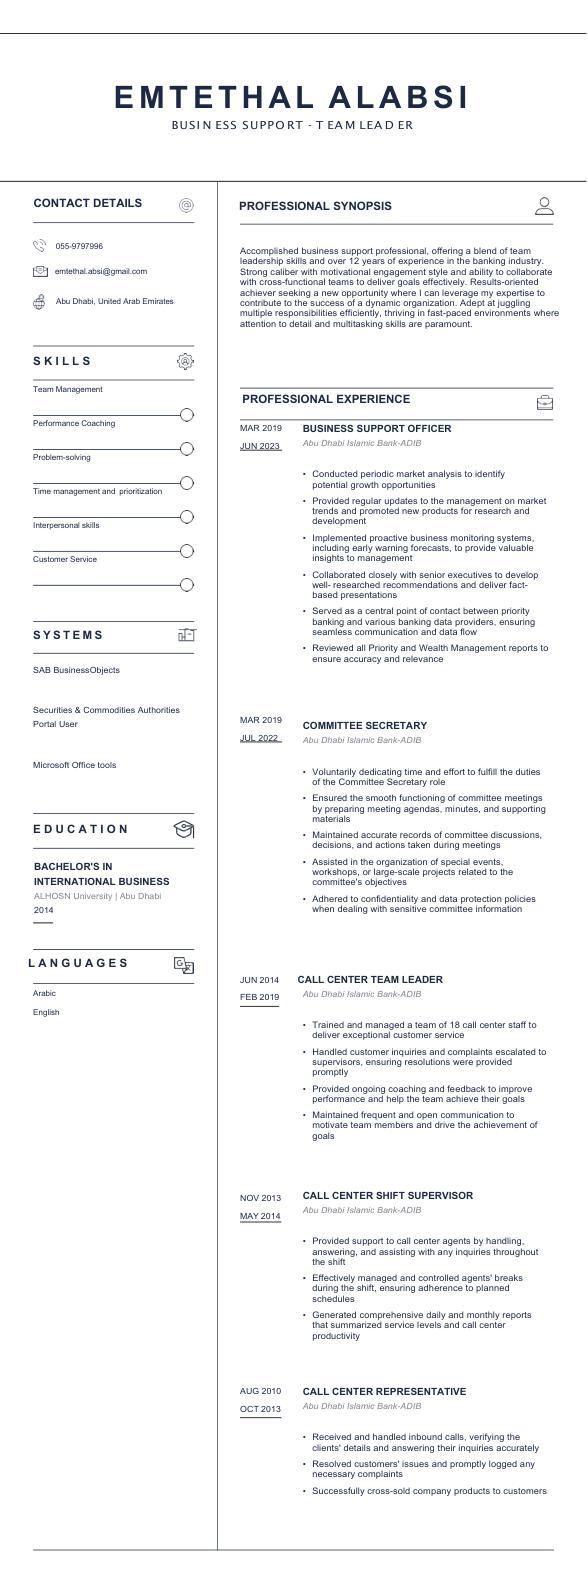 EMTETHAL ALABSI
BUSINESS SUPPORT - TEAM LEADER
CONTACT DETAILS
055-9797996
emtethal.absi@gmail.com
Abu Dhabi, United Arab Emirates
SKILLS
Team Management
Performance Coaching
Problem-solving
Time management and prioritization
Interpersonal skills
Customer Service
SYSTEMS
SAB BusinessObjects
Securities & Commodities Authorities
Portal User
Microsoft Office tools
EDUCATION
BACHELOR'S IN
INTERNATIONAL BUSINESS
ALHOSN University | Abu Dhabi
2014
LANGUAGES
Arabic
English
PROFESSIONAL SYNOPSIS
Accomplished business support professional, offering a blend of team
leadership skills and over 12 years of experience in the banking industry.
Strong caliber with motivational engagement style and ability to collaborate
with cross-functional teams to deliver goals effectively. Results-oriented
achiever seeking a new opportunity where I can leverage my expertise to
contribute to the success of a dynamic organization. Adept at juggling
multiple responsibilities efficiently, thriving in fast-paced environments where
attention to detail and multitasking skills are paramount.
PROFESSIONAL EXPERIENCE
MAR 2019
JUN 2023
BUSINESS SUPPORT OFFICER
Abu Dhabi Islamic Bank-ADIB
• Conducted periodic market analysis to identify
potential growth opportunities
• Provided regular updates to the management on market
trends and promoted new products for research and
development
• Implemented proactive business monitoring systems,
including early warning forecasts, to provide valuable
insights to management
• Collaborated closely with senior executives to develop
well- researched recommendations and deliver fact-
based presentations
• Served as a central point of contact between priority
banking and various banking data providers, ensuring
seamless communication and data flow
• Reviewed all Priority and Wealth Management reports to
ensure accuracy and relevance
MAR 2019
JUL 2022
COMMITTEE SECRETARY
Abu Dhabi Islamic Bank-ADIB
• Voluntarily dedicating time and effort to fulfill the duties
of the Committee Secretary role
• Ensured the smooth functioning of committee meetings
by preparing meeting agendas, minutes, and supporting
materials
• Maintained accurate records of committee discussions,
decisions, and actions taken during meetings
• Assisted in the organization of special events,
workshops, or large-scale projects related to the
committee's objectives
• Adhered to confidentiality and data protection policies
when dealing with sensitive committee information
JUN 2014
FEB 2019
CALL CENTER TEAM LEADER
Abu Dhabi Islamic Bank-ADIB
• Trained and managed a team of 18 call center staff to
deliver exceptional customer service
• Handled customer inquiries and complaints escalated to
supervisors, ensuring resolutions were provided
promptly
• Provided ongoing coaching and feedback to improve
performance and help the team achieve their goals
• Maintained frequent and open communication to
motivate team members and drive the achievement of
goals
NOV 2013
MAY 2014
CALL CENTER SHIFT SUPERVISOR
Abu Dhabi Islamic Bank-ADIB
• Provided support to call center agents by handling,
answering, and assisting with any inquiries throughout
the shift
• Effectively managed and controlled agents' breaks
during the shift, ensuring adherence to planned
schedules
• Generated comprehensive daily and monthly reports
that summarized service levels and call center
productivity
AUG 2010
OCT 2013
CALL CENTER REPRESENTATIVE
Abu Dhabi Islamic Bank-ADIB
• Received and handled inbound calls, verifying the
clients' details and answering their inquiries accurately
• Resolved customers' issues and promptly logged any
necessary complaints
• Successfully cross-sold company products to customers